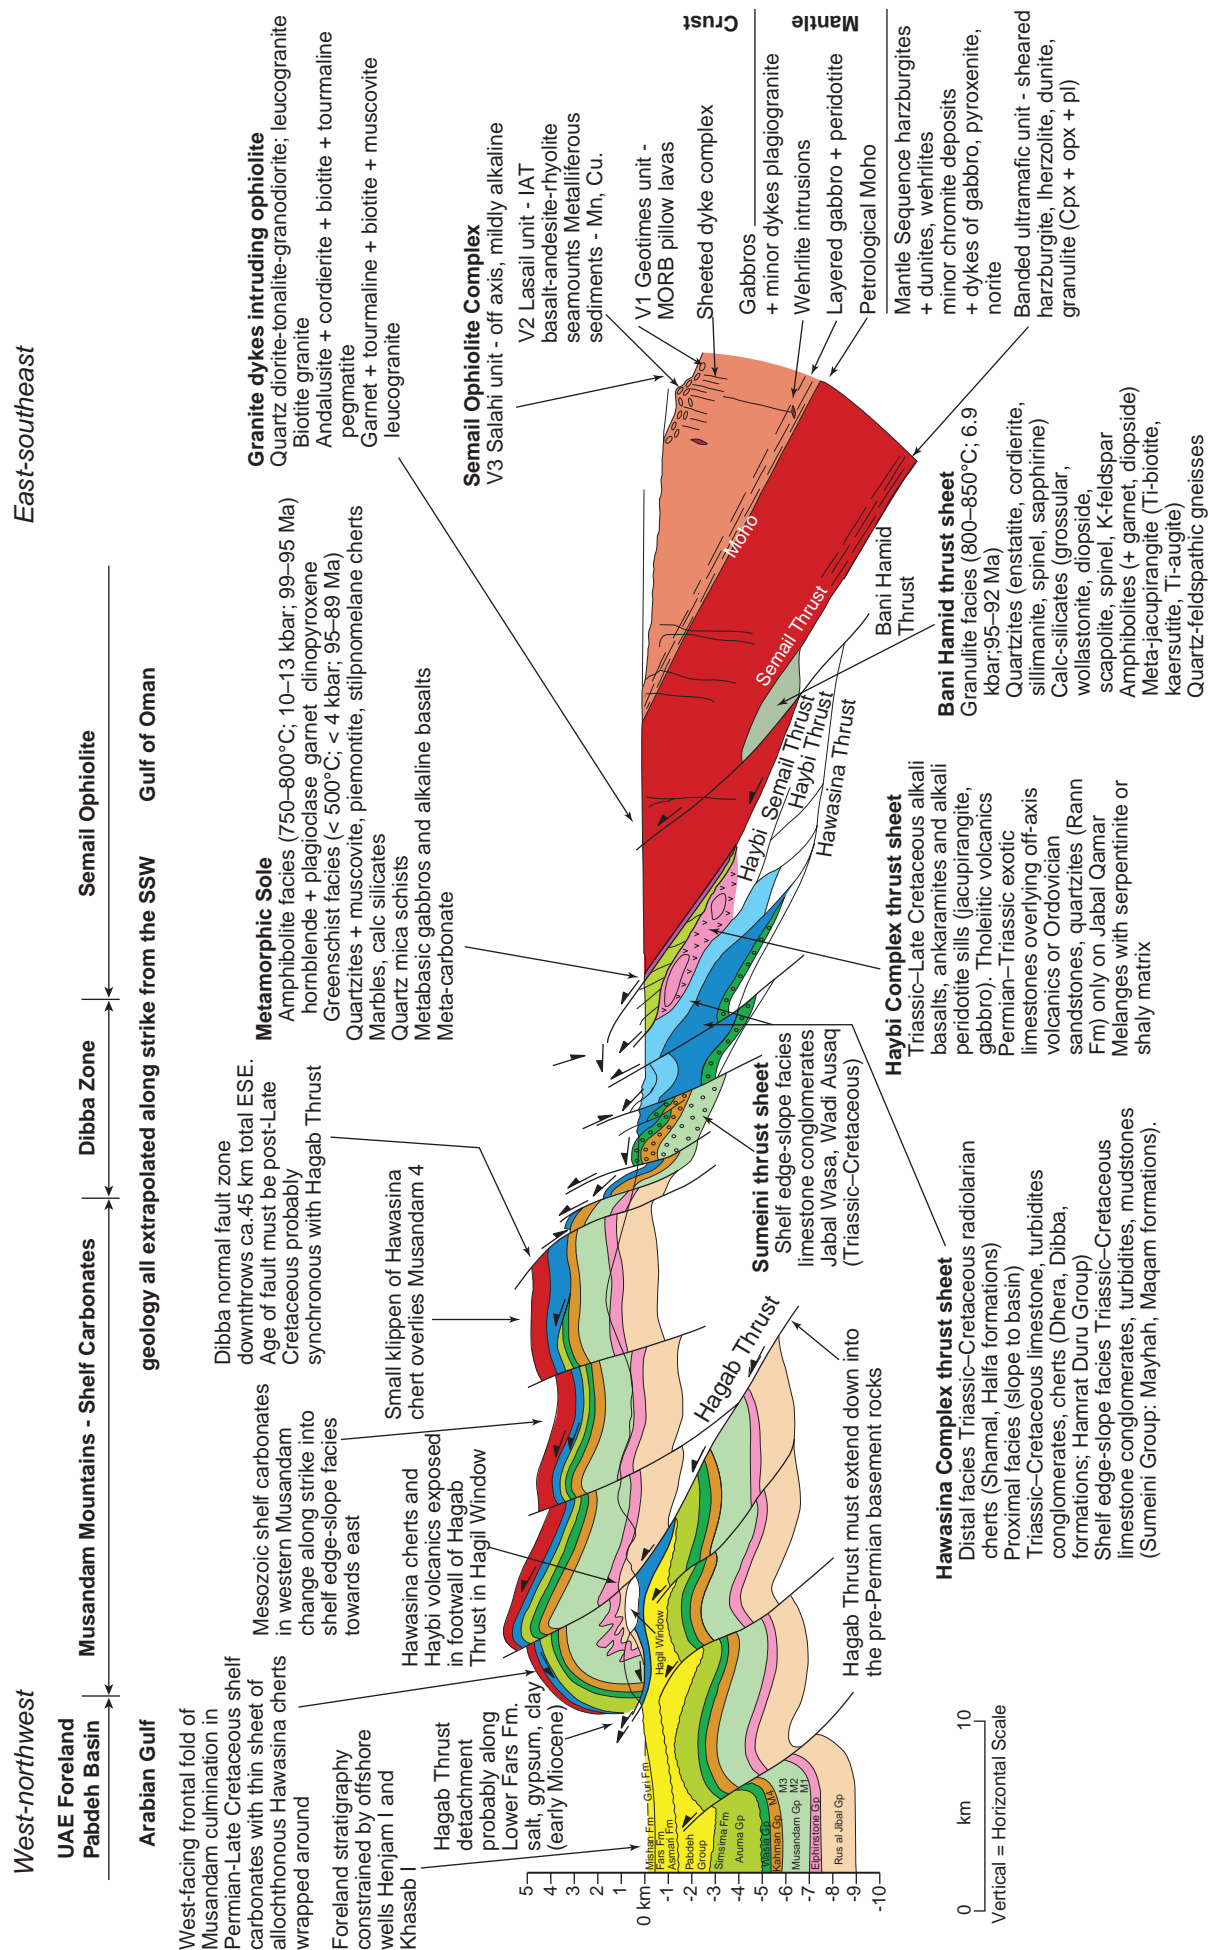 West-northwest
East-southeast
UAE Foreland
Pabdeh Basin
Musandam Mountains - Shelf Carbonates
Dibba Zone
Semail Ophiolite
Arabian Gulf
geology all extrapolated along strike from the SSW
Gulf of Oman
West-facing frontal fold of
Musandam culmination in
Permian-Late Cretaceous shelf
carbonates with thin sheet of
allochthonous Hawasina cherts
wrapped around
Mesozoic shelf carbonates
in western Musandam
change along strike into
shelf edge-slope facies
towards east
Dibba normal fault zone
downthrows ca.45 km total ESE.
Age of fault must be post-Late
Cretaceous probably
synchronous with Hagab Thrust
Metamorphic Sole
Amphibolite facies (750–800°C; 10–13 kbar; 99–95 Ma)
hornblende + plagioclase garnet dinopyroxene
Greenschist facies (< 500°C; < 4 kbar; 95–89 Ma)
Quartzites + muscovite, piemontite, stilpnomelane cherts
Marbles, calc silicates
Quartz mica schists
Metabasic gabbros and alkaline basalts
Meta-carbonate
Granite dykes intruding ophiolite
Quartz diorite-tonalite-granodiorite; leucogranite
Biotite granite
Andalusite + cordierite + biotite + tourmaline
pegmatite
Garnet + tourmaline + biotite + muscovite
leucogranite
Foreland stratigraphy
constrained by offshore
wells Henjam I and
Khasab I
Hawasina cherts and
Haybi volcanics exposed
in footwall of Hagab
Thrust in Hagil Window
Small klippen of Hawasina
chert overlies Musandam 4
Hagab Thrust
detachment
probably along
Lower Fars Fm.
salt, gypsum, clay
(early Miocene)
Semail Ophiolite Complex
V3 Salahi unit - off axis, mildly alkaline
V2 Lasail unit - IAT
basalt-andesite-rhyolite
seamounts Metalliferous
sediments - Mn, Cu.
V1 Geotimes unit -
MORB pillow lavas
Sheeted dyke complex
Gabbros
+ minor dykes plagiogranite
Wehrlite intrusions
Layered gabbro + peridotite
Petrological Moho
Mantle Sequence harzburgites
+ dunites, wehrlites
minor chromite deposits
+ dykes of gabbro, pyroxenite,
norite
Banded ultramafic unit - sheared
harzburgite, lherzolite, dunite,
granulite (Cpx + opx + pl)
Crust
Mantle
Moho
Semail Thrust
Bani Hamid
Thrust
Haybi Thrust
Semail Thrust
Haybi Thrust
Hawasina Thrust
Hagab Thrust
Hagil Window
5
4
3
2
1
0 km
-1
-2
-3
-4
-5
-6
-7
-8
-9
-10
Mishan Fm
Guri Fm
Fars Fm
Asmari Fm
Pabdeh
Group
Simsima Fm
Aruma Gp
Wasia Gp
Kahman Gp
M4
M3
M2
M1
Musandam Gp
Elphinstone Gp
Rus al Jibal Gp
0
km
10
Vertical = Horizontal Scale
Hagab Thrust must extend down into
the pre-Permian basement rocks
Sumeini thrust sheet
Shelf edge-slope facies
limestone conglomerates
Jabal Wasa, Wadi Ausaq
(Triassic–Cretaceous)
Hawasina Complex thrust sheet
Distal facies Triassic–Cretaceous radiolarian
cherts (Shamal, Halfa formations)
Proximal facies (slope to basin)
Triassic–Cretaceous limestone, turbidites
conglomerates, cherts (Dhera, Dibba,
formations; Hamrat Duru Group)
Shelf edge-slope facies Triassic–Cretaceous
limestone conglomerates, turbidites, mudstones
(Sumeini Group: Mayhah, Maqam formations).
Haybi Complex thrust sheet
Triassic–Late Cretaceous alkali
basalts, ankaramites and alkali
peridotite sills (jacupirangite,
gabbro). Tholeiitic volcanics
Permian–Triassic exotic
limestones overlying off-axis
volcanics or Ordovician
sandstones, quartzites (Rann
Fm) only on Jabal Qamar
Melanges with serpentinite or
shaly matrix
Bani Hamid thrust sheet
Granulite facies (800–850°C; 6.9
kbar;95–92 Ma)
Quartzites (enstatite, cordierite,
sillimanite, spinel, sapphirine)
Calc-silicates (grossular,
wollastonite, diopside,
scapolite, spinel, K-feldspar
Amphibolites (+ garnet, diopside)
Meta-jacupirangite (Ti-biotite,
kaersutite, Ti-augite)
Quartz-feldspathic gneisses